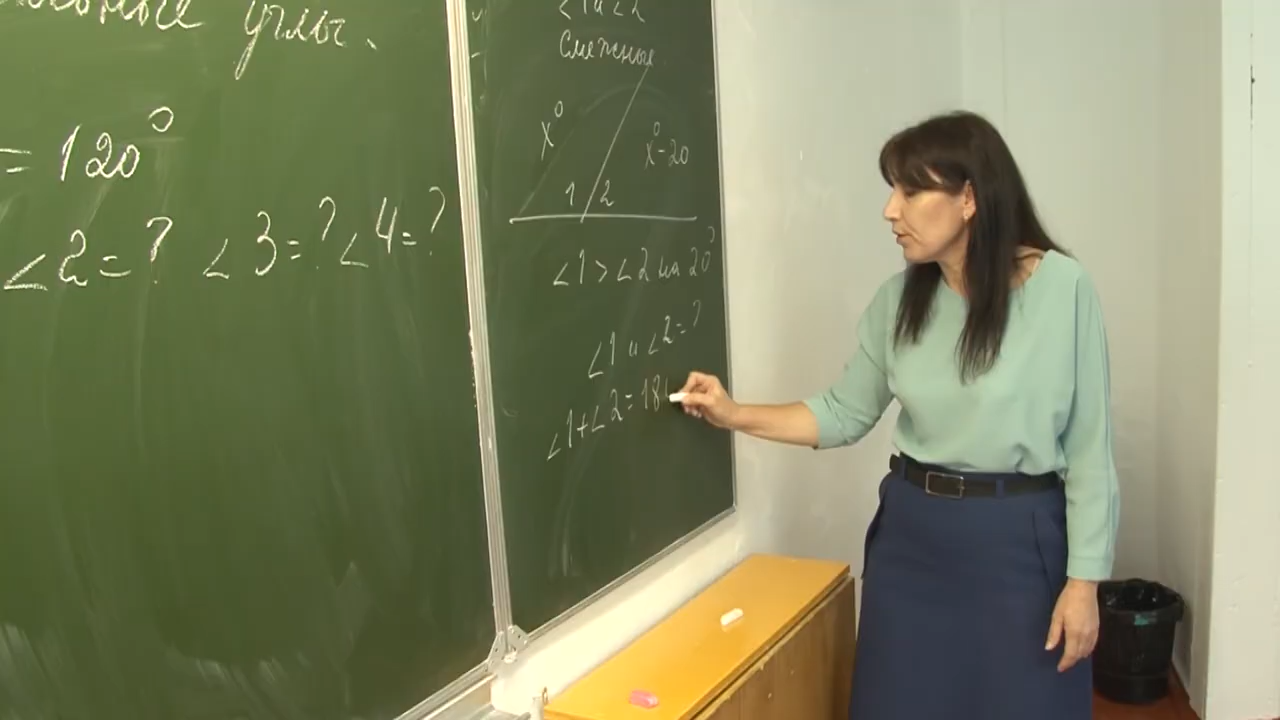 углы.
= 120°
∠2=? ∠3=? ∠4=?
∠1 и ∠2
Смежные
x° x°-20
1 2
∠1 > ∠2 на 20°
∠1 и ∠2 = ?
∠1+∠2=18